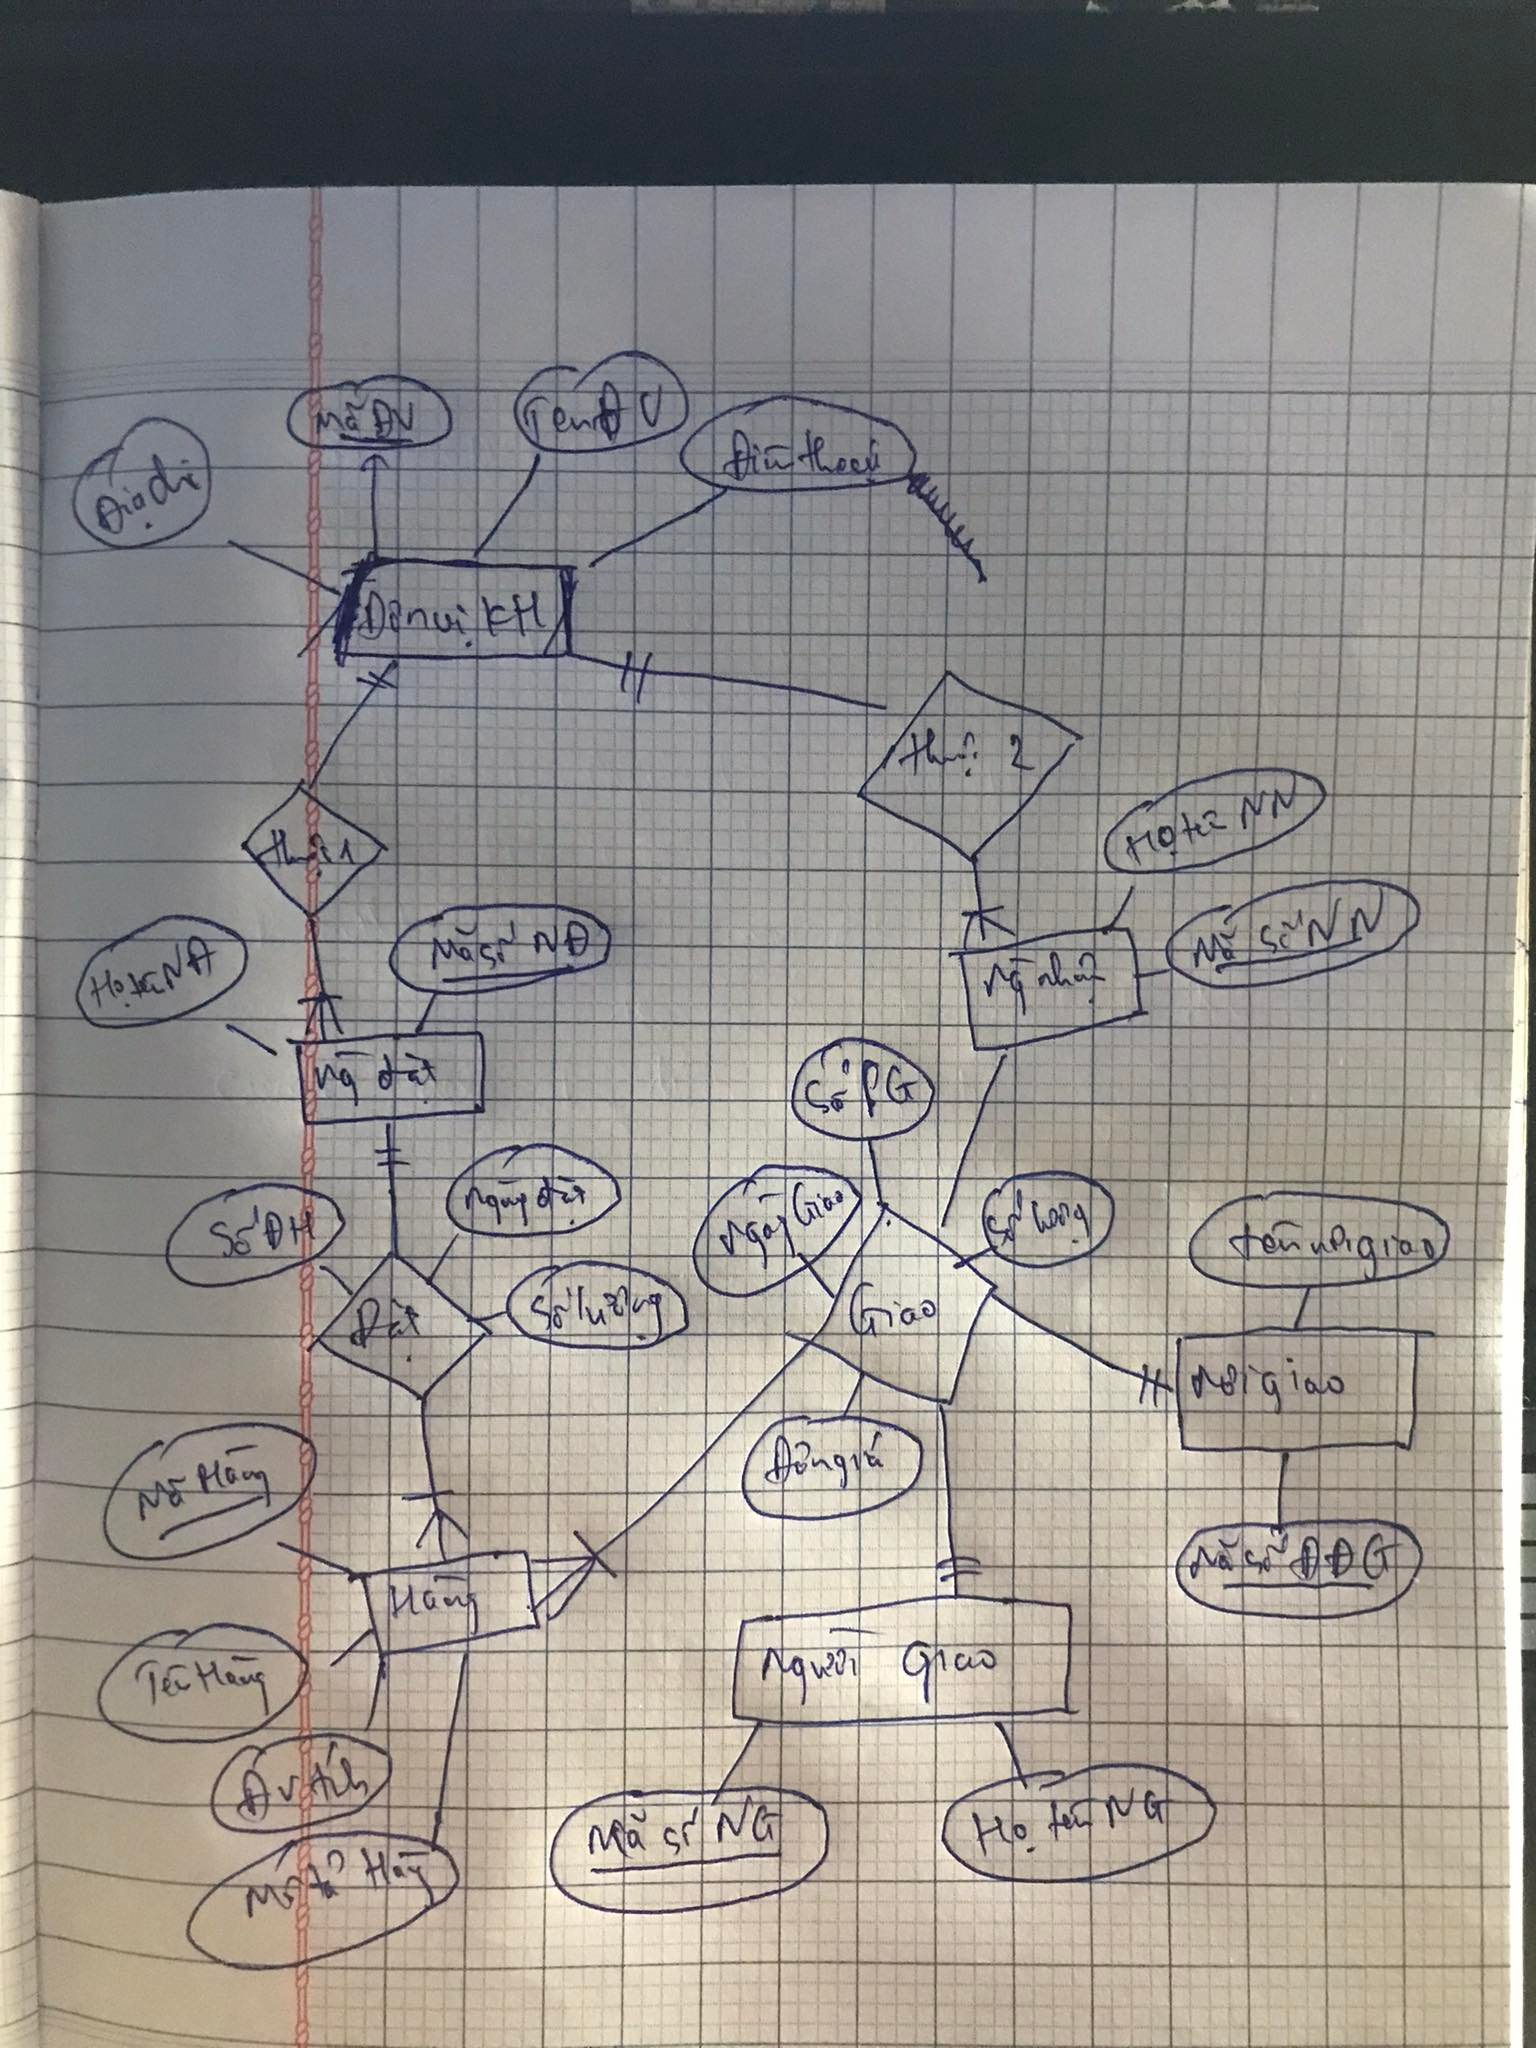 Mã ĐV
Tên ĐV
Điện thoại
Địa chỉ
Đơn vị KH
thuộc 2
thuộc 1
Họ tên NN
Mã số NN
Mã số NĐ
Họ tên NĐ
Ng nhận
Ng đặt
Số PG
Ngày đặt
Số ĐH
Ngày Giao
Số lượng
tên nơi giao
Số lượng
Đặt
Giao
Nơi giao
Đơn giá
Mã Hàng
Mã số ĐĐG
Hàng
Người Giao
Tên Hàng
Đv tính
Mã số NG
Họ tên NG
Mô tả Hàng